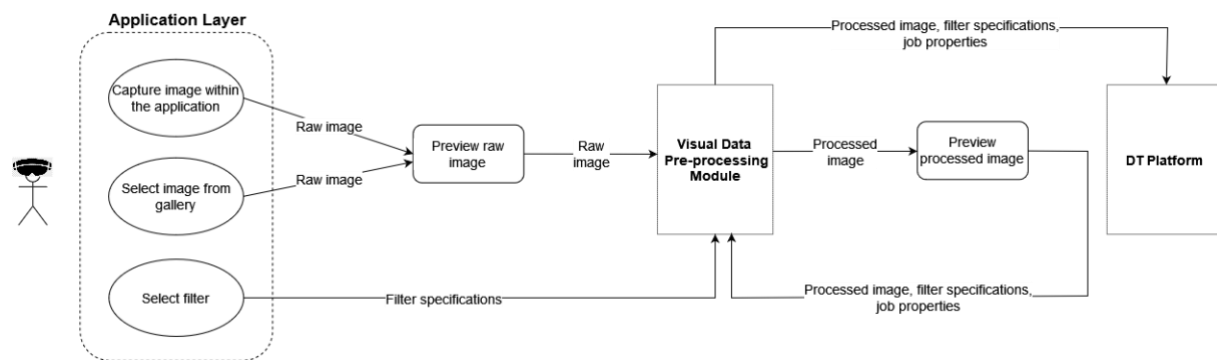 Application Layer
Capture image within
the application
Raw image
Select image from
gallery
Raw image
Select filter
Filter specifications
Preview raw
image
Raw
image
Visual Data
Pre-processing
Module
Processed image, filter specifications,
job properties
Processed
image
Preview
processed image
Processed image, filter specifications,
job properties
DT Platform